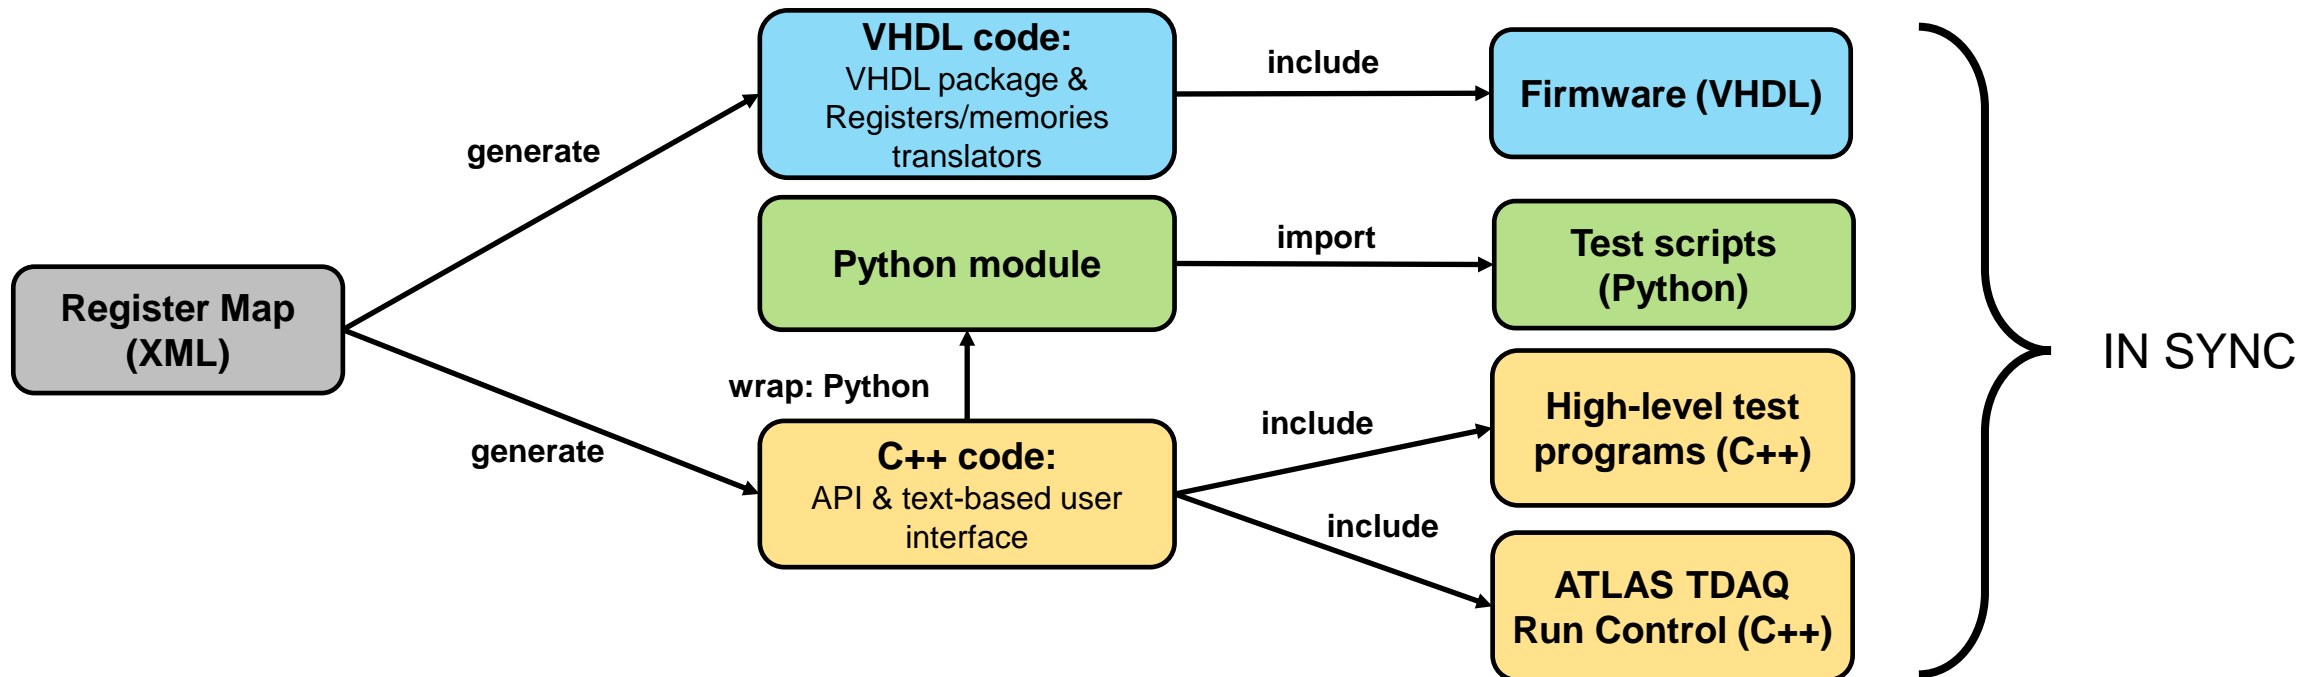 Register Map
(XML)
generate
generate
VHDL code:
VHDL package &
Registers/memories
translators
include
Firmware (VHDL)
Python module
import
Test scripts
(Python)
wrap: Python
C++ code:
API & text-based user
interface
include
High-level test
programs (C++)
include
ATLAS TDAQ
Run Control (C++)
IN SYNC